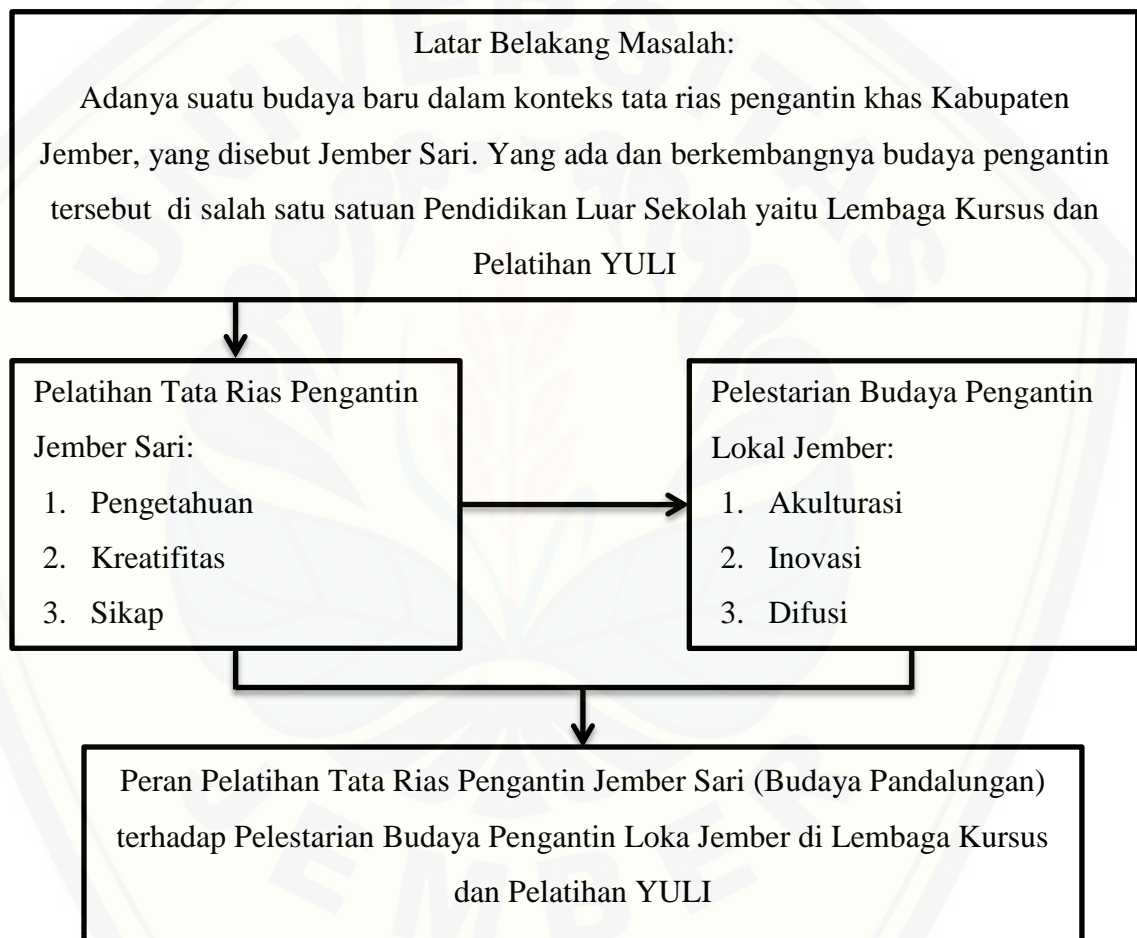 Latar Belakang Masalah:
Adanya suatu budaya baru dalam konteks tata rias pengantin khas Kabupaten
Jember, yang disebut Jember Sari. Yang ada dan berkembangnya budaya pengantin
tersebut di salah satu satuan Pendidikan Luar Sekolah yaitu Lembaga Kursus dan
Pelatihan YULI
Pelatihan Tata Rias Pengantin
Jember Sari:
1. Pengetahuan
2. Kreatifitas
3. Sikap
Pelestarian Budaya Pengantin
Lokal Jember:
1. Akulturasi
2. Inovasi
3. Difusi
Peran Pelatihan Tata Rias Pengantin Jember Sari (Budaya Pandalungan)
terhadap Pelestarian Budaya Pengantin Loka Jember di Lembaga Kursus
dan Pelatihan YULI
UNIVERSITAS
JEMBER